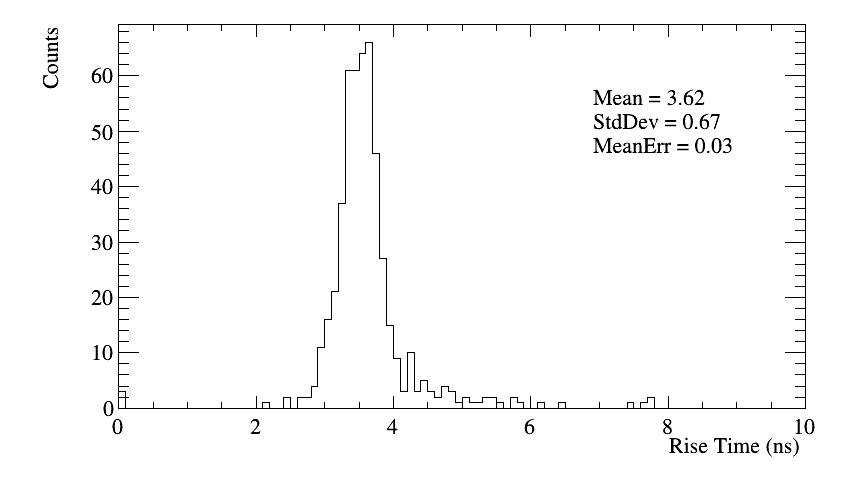 Counts
60
50
40
30
20
10
0
Mean = 3.62
StdDev = 0.67
MeanErr = 0.03
0 2 4 6 8 10
Rise Time (ns)